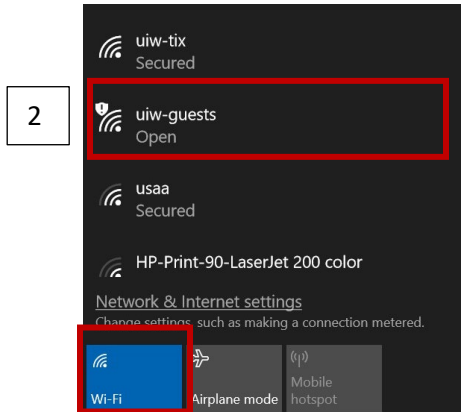 uiw-tix
Secured
2
uiw-guests
Open
usaa
Secured
HP-Print-90-LaserJet 200 color
Network & Internet settings
Change settings, such as making a connection metered.
Wi-Fi
Airplane mode
Mobile
hotspot